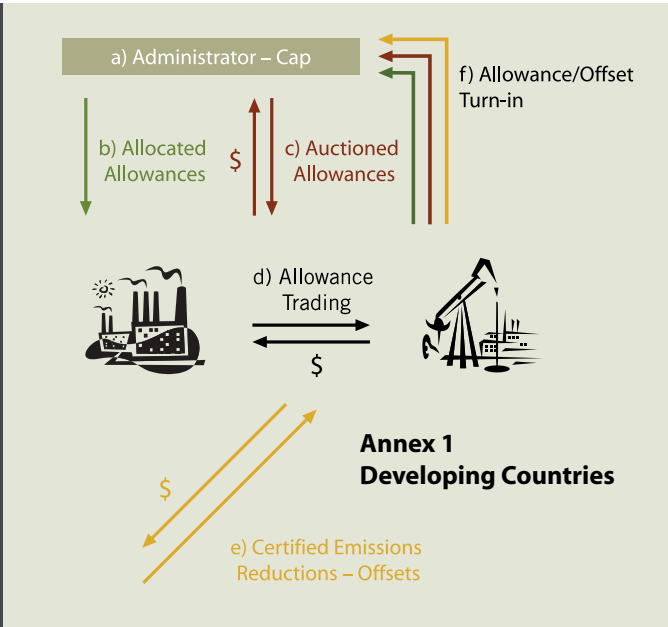 a) Administrator – Cap
f) Allowance/Offset
Turn-in
b) Allocated
Allowances
$
c) Auctioned
Allowances
d) Allowance
Trading
$
Annex 1
Developing Countries
$
e) Certified Emissions
Reductions – Offsets